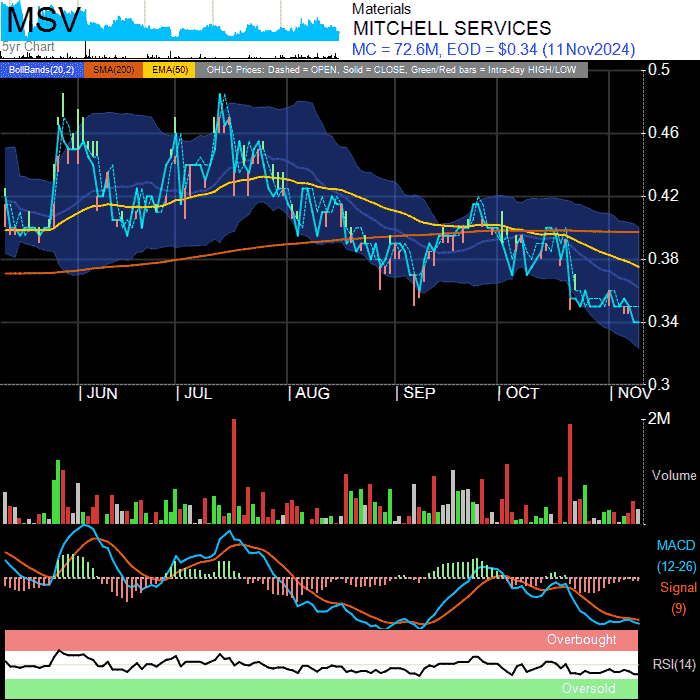 MSV
5yr Chart
Materials
MITCHELL SERVICES
MC = 72.6M, EOD = $0.34 (11Nov2024)
BollBands(20,2) SMA(200) EMA(50) OHLC Prices: Dashed = OPEN, Solid = CLOSE, Green/Red bars = Intra-day HIGH/LOW
0.5
0.46
0.42
0.38
0.34
0.3
JUN JUL AUG SEP OCT NOV
2M
Volume
MACD
(12-26)
Signal
(9)
Overbought
RSI(14)
Oversold